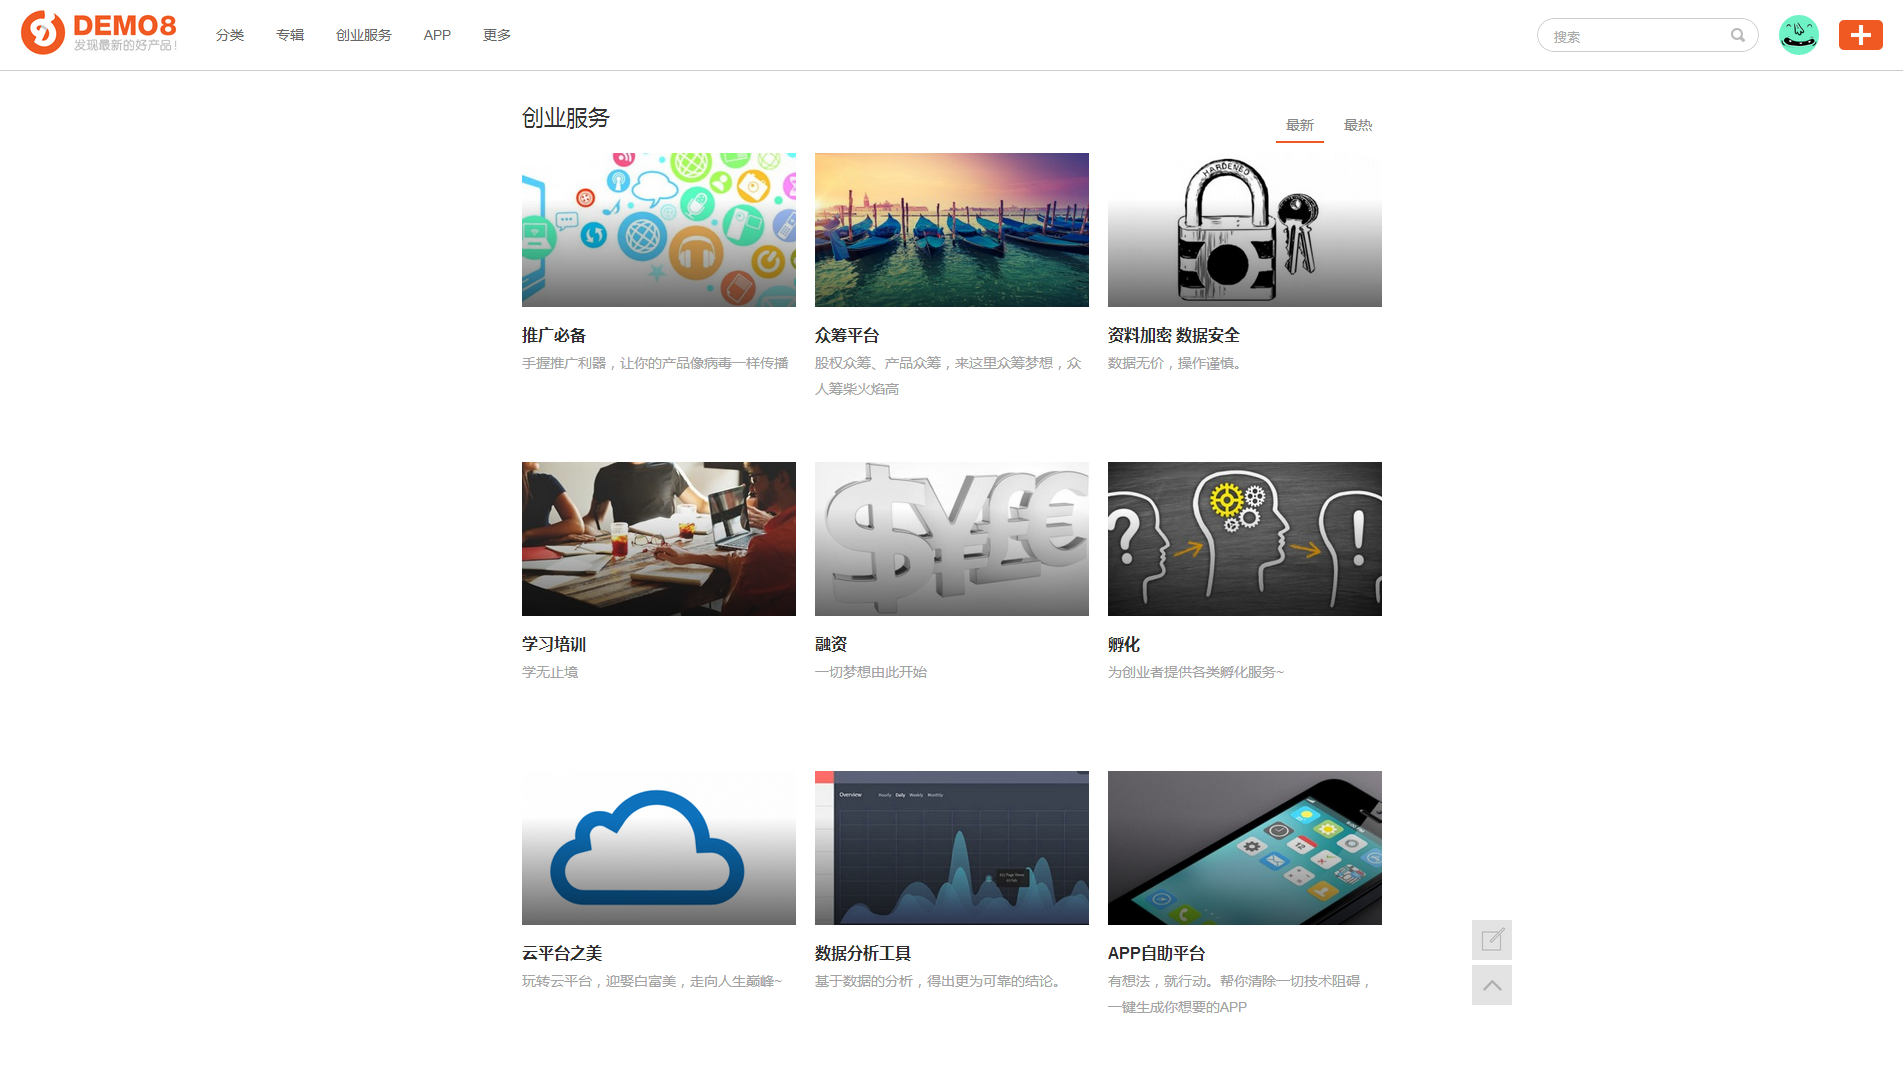 DEMO8
发现最新的好产品!
分类 专辑 创业服务 APP 更多
搜索
创业服务
最新 最热
HARDENED
推广必备
手握推广利器，让你的产品像病毒一样传播
众筹平台
股权众筹、产品众筹，来这里众筹梦想，众
人筹柴火焰高
资料加密 数据安全
数据无价，操作谨慎。
$¥£€
? !
学习培训
学无止境
融资
一切梦想由此开始
孵化
为创业者提供各类孵化服务~
Overview Hourly Daily Weekly Monthly
12
云平台之美
玩转云平台，迎娶白富美，走向人生巅峰~
数据分析工具
基于数据的分析，得出更为可靠的结论。
APP自助平台
有想法，就行动。帮你清除一切技术阻碍，
一键生成你想要的APP